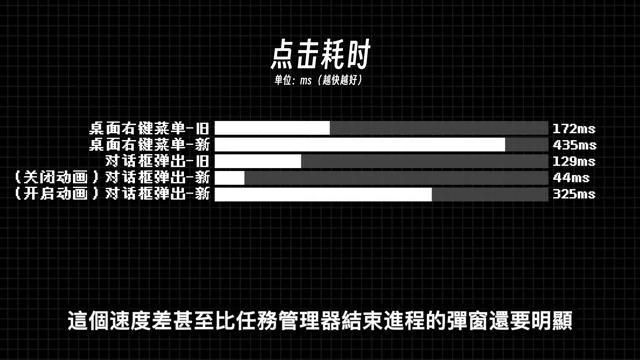 点击耗时
单位：ms（越快越好）
桌面右键菜单-旧 172ms
桌面右键菜单-新 435ms
对话框弹出-旧 129ms
（关闭动画）对话框弹出-新 44ms
（开启动画）对话框弹出-新 325ms
這個速度差甚至比任務管理器結束進程的彈窗還要明顯